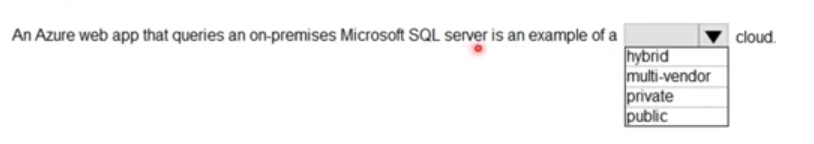 An Azure web app that queries an on-premises Microsoft SQL server is an example of a cloud.
hybrid
multi-vendor
private
public